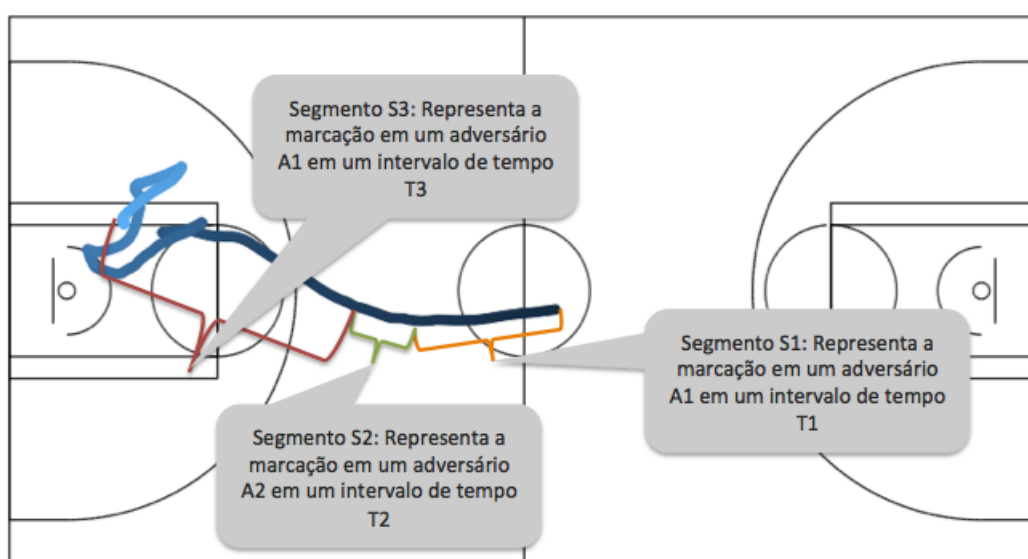 Segmento S3: Representa a
marcação em um adversário
A1 em um intervalo de tempo
T3
Segmento S1: Representa a
marcação em um adversário
A1 em um intervalo de tempo
T1
Segmento S2: Representa a
marcação em um adversário
A2 em um intervalo de tempo
T2